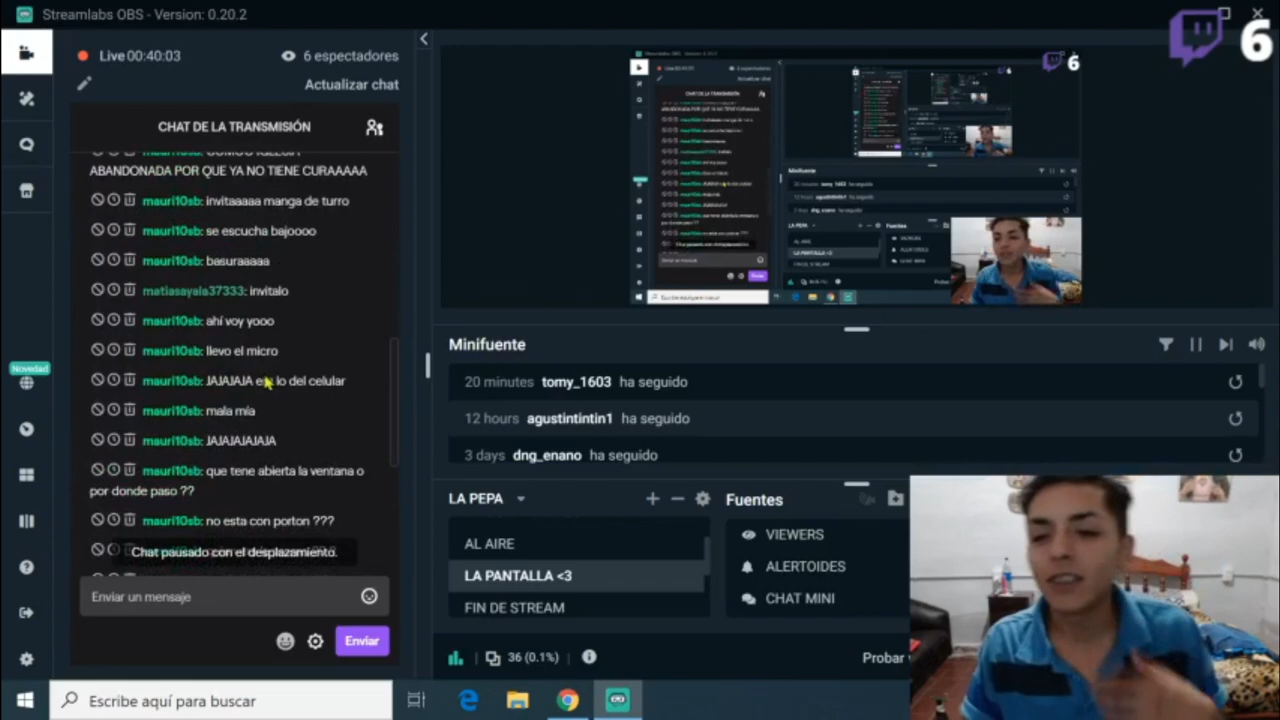 Streamlabs OBS - Version: 0.20.2
6
Live 00:40:03
6 espectadores
Actualizar chat
CHAT DE LA TRANSMISIÓN
ABANDONADA POR QUE YA NO TIENE CURAAAAA
mauri10sb: invitaaaaa manga de turro
mauri10sb: se escucha bajoooo
mauri10sb: basuraaaaa
matiasayala37333: invitalo
mauri10sb: ahí voy yooo
mauri10sb: llevo el micro
mauri10sb: JAJAJAJA lo del celular
mauri10sb: mala mía
mauri10sb: JAJAJAJAJAJA
mauri10sb: que tene abierta la ventana o
por donde paso ??
mauri10sb: no esta con porton ???
Chat pausado con el desplazamiento.
Enviar un mensaje
Enviar
Novedad
Minifuente
20 minutes tomy_1603 ha seguido
12 hours agustintintin1 ha seguido
3 days dng_enano ha seguido
LA PEPA
AL AIRE
LA PANTALLA <3
FIN DE STREAM
Fuentes
VIEWERS
ALERTOIDES
CHAT MINI
36 (0.1%)
Probar
Escribe aquí para buscar